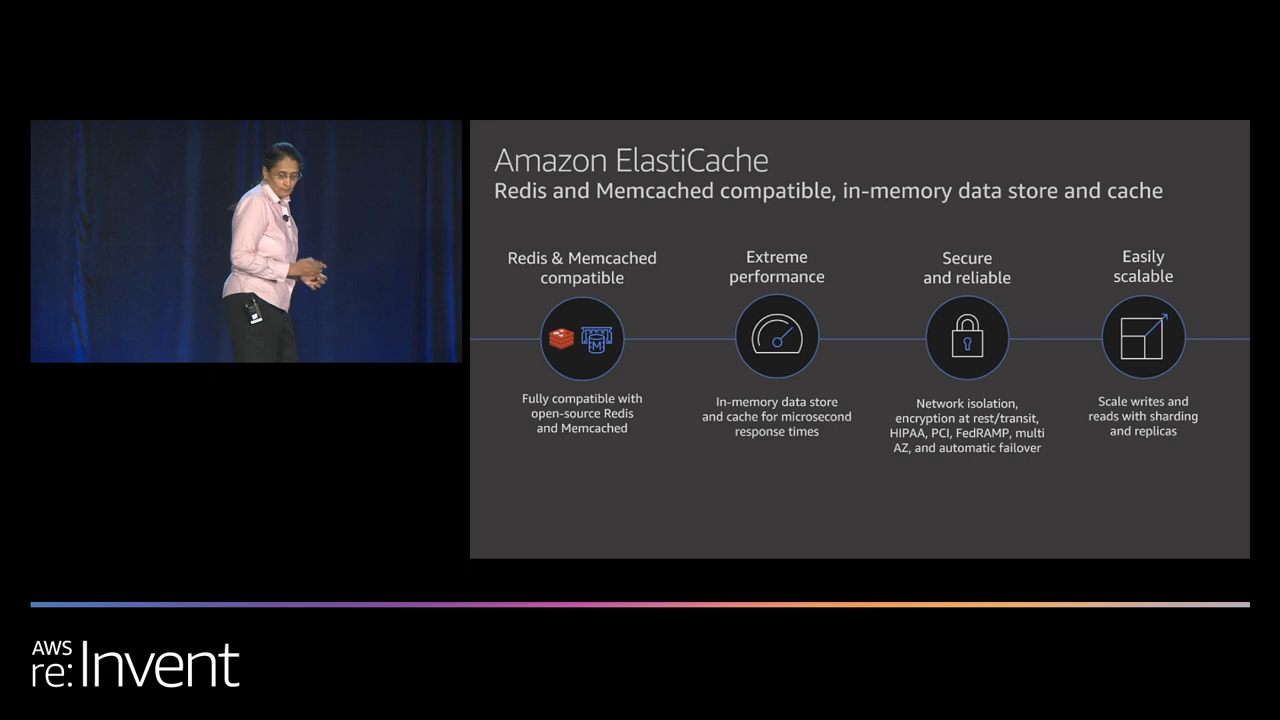 Amazon ElastiCache
Redis and Memcached compatible, in-memory data store and cache
Redis & Memcached
compatible
Extreme
performance
Secure
and reliable
Easily
scalable
M
Fully compatible with
open-source Redis
and Memcached
In-memory data store
and cache for microsecond
response times
Network isolation,
encryption at rest/transit,
HIPAA, PCI, FedRAMP, multi
AZ, and automatic failover
Scale writes and
reads with sharding
and replicas
AWS
re:Invent